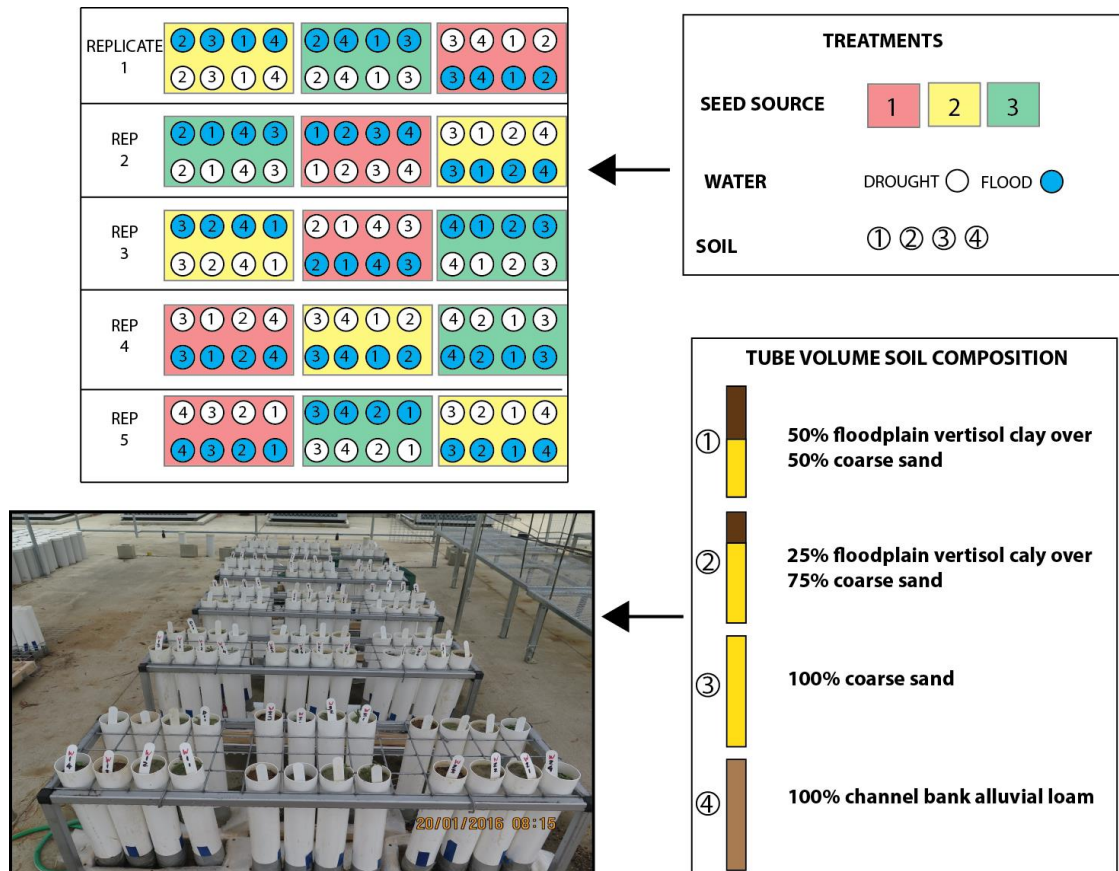 REPLICATE
1
2 3 1 4
2 3 1 4
2 4 1 3
2 4 1 3
3 4 1 2
3 4 1 2
REP
2
2 1 4 3
2 1 4 3
1 2 3 4
1 2 3 4
3 1 2 4
3 1 2 4
REP
3
3 2 4 1
3 2 4 1
2 1 4 3
2 1 4 3
4 1 2 3
4 1 2 3
REP
4
3 1 2 4
3 1 2 4
3 4 1 2
3 4 1 2
4 2 1 3
4 2 1 3
REP
5
4 3 2 1
4 3 2 1
3 4 2 1
3 4 2 1
3 2 1 4
3 2 1 4
TREATMENTS
SEED SOURCE 1 2 3
WATER DROUGHT FLOOD
SOIL ① ② ③ ④
TUBE VOLUME SOIL COMPOSITION
① 50% floodplain vertisol clay over
50% coarse sand
② 25% floodplain vertisol caly over
75% coarse sand
③ 100% coarse sand
④ 100% channel bank alluvial loam
20/01/2016 08:15